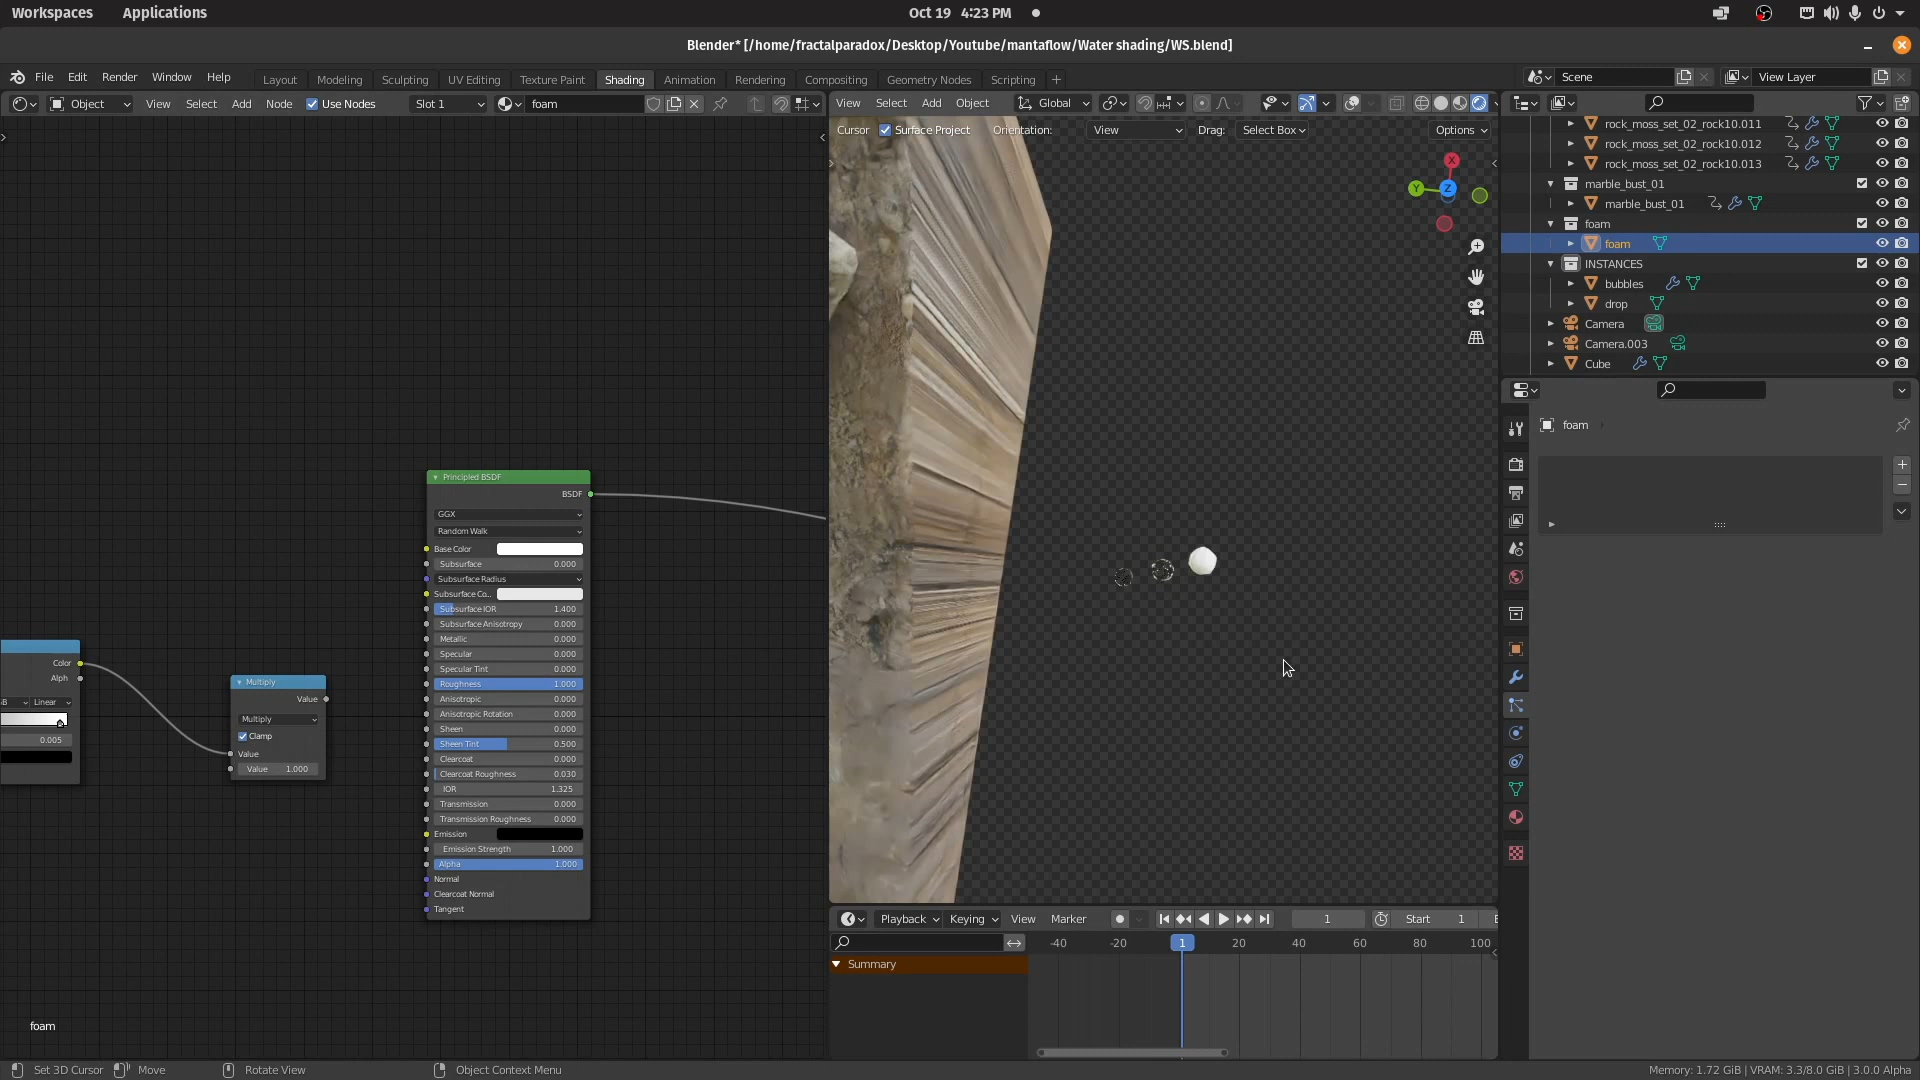 Workspaces Applications Oct 19 4:23 PM
Blender* [/home/fractalparadox/Desktop/Youtube/mantaflow/Water shading/WS.blend]
File Edit Render Window Help Layout Modeling Sculpting UV Editing Texture Paint Shading Animation Rendering Compositing Geometry Nodes Scripting + Scene View Layer
Object View Select Add Node Use Nodes Slot 1 foam View Select Add Object Global
Cursor Surface Project Orientation: View Drag: Select Box Options
rock_moss_set_02_rock10.011
rock_moss_set_02_rock10.012
rock_moss_set_02_rock10.013
marble_bust_01
marble_bust_01
foam
foam
INSTANCES
bubbles
drop
Camera
Camera.003
Cube
X
Y
Z
foam
Principled BSDF
BSDF
GGX
Random Walk
Base Color
Subsurface 0.000
Subsurface Radius
Subsurface Co..
Subsurface IOR 1.400
Subsurface Anisotropy 0.000
Metallic 0.000
Specular 0.000
Specular Tint 0.000
Roughness 1.000
Anisotropic 0.000
Anisotropic Rotation 0.000
Sheen 0.000
Sheen Tint 0.500
Clearcoat 0.000
Clearcoat Roughness 0.030
IOR 1.325
Transmission 0.000
Transmission Roughness 0.000
Emission
Emission Strength 1.000
Alpha 1.000
Normal
Clearcoat Normal
Tangent
Color
Alph
B Linear
0.005
Multiply
Value
Multiply
Clamp
Value
Value 1.000
Playback Keying View Marker 1 Start 1 E
-40 -20 1 20 40 60 80 100
Summary
foam
Set 3D Cursor Move Rotate View Object Context Menu Memory: 1.72 GiB | VRAM: 3.3/8.0 GiB | 3.0.0 Alpha